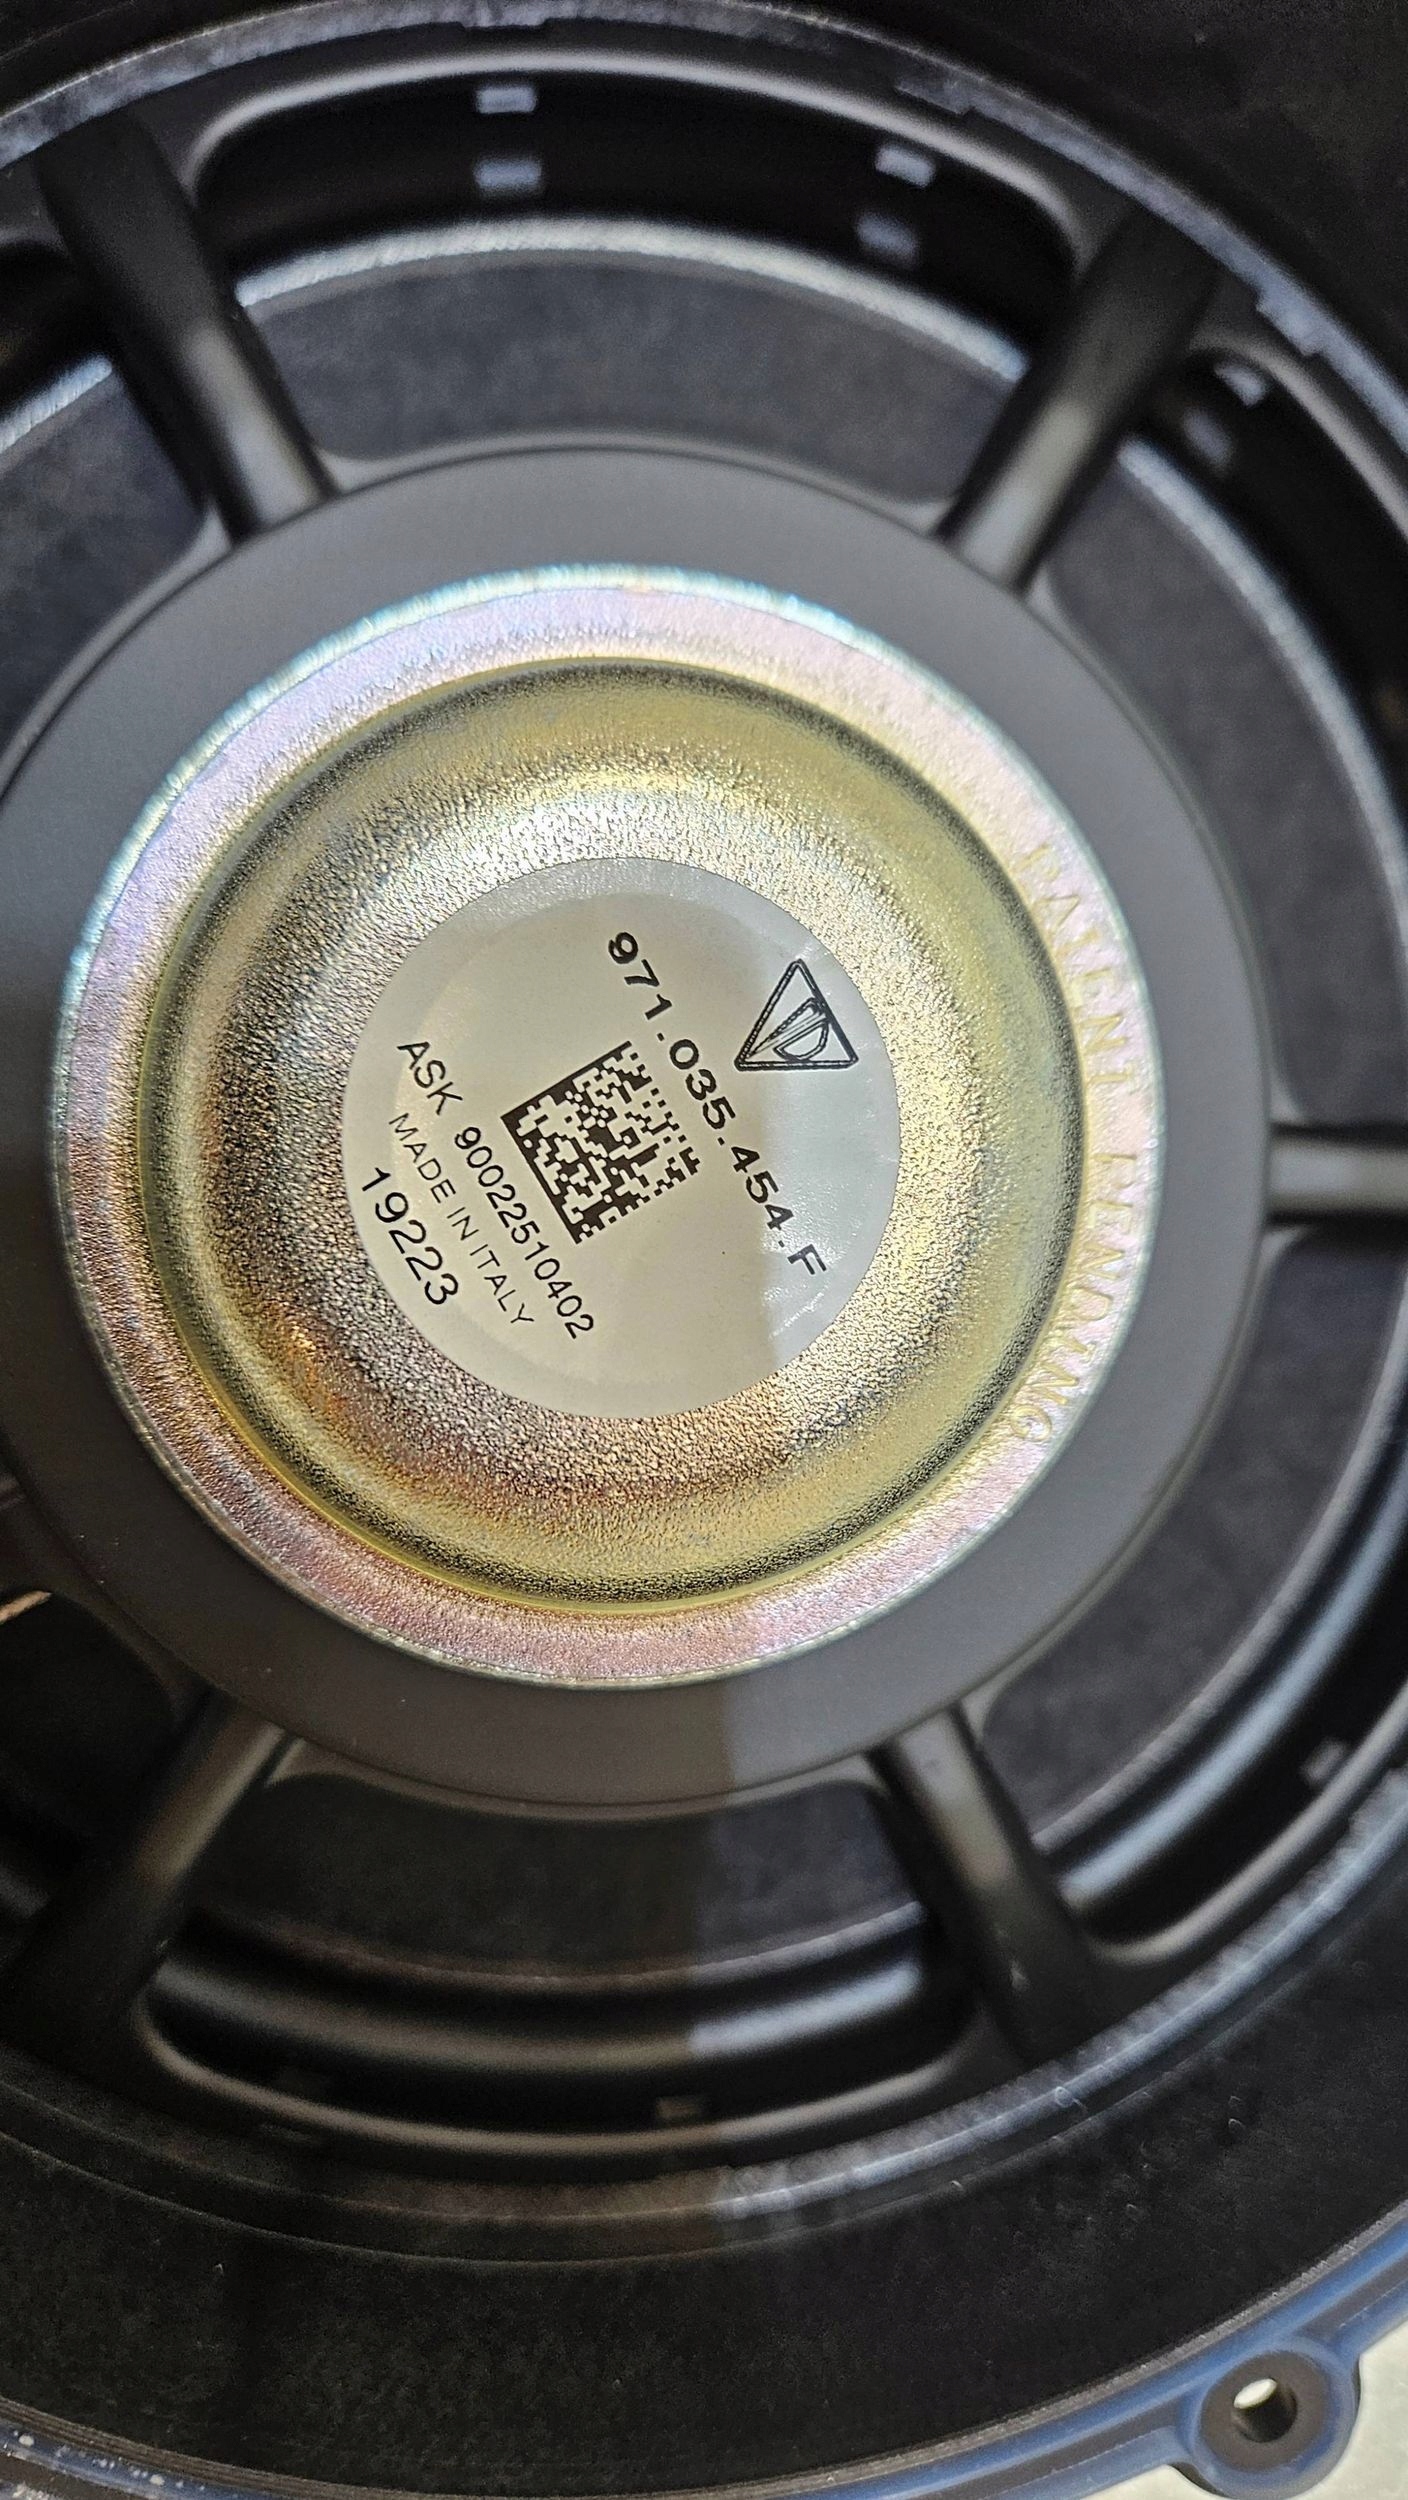 971.035.454.F
ASK 90022510402
MADE IN ITALY
19223
PATENT PENDING